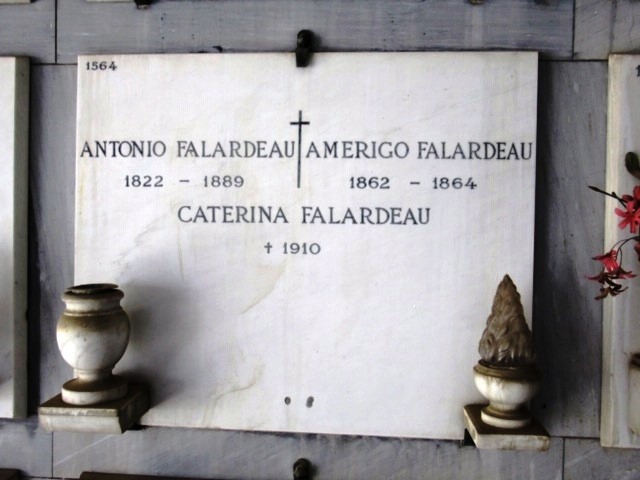 1564
ANTONIO FALARDEAU AMERIGO FALARDEAU
1822 - 1889 1862 - 1864
CATERINA FALARDEAU
† 1910